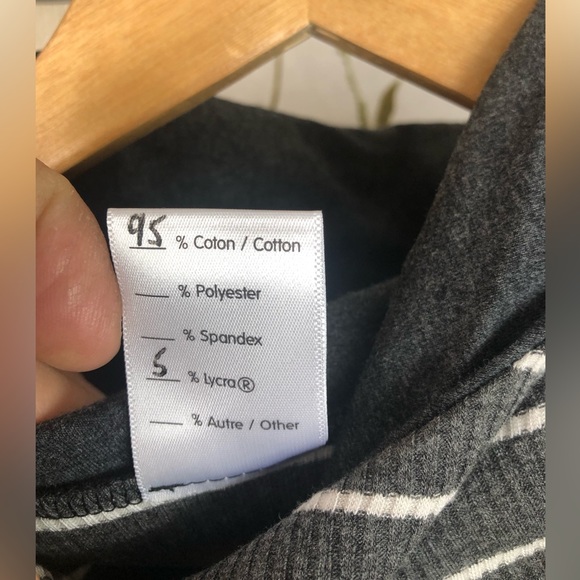 95 % Coton / Cotton
___ % Polyester
___ % Spandex
5 % Lycra®
___ % Autre / Other